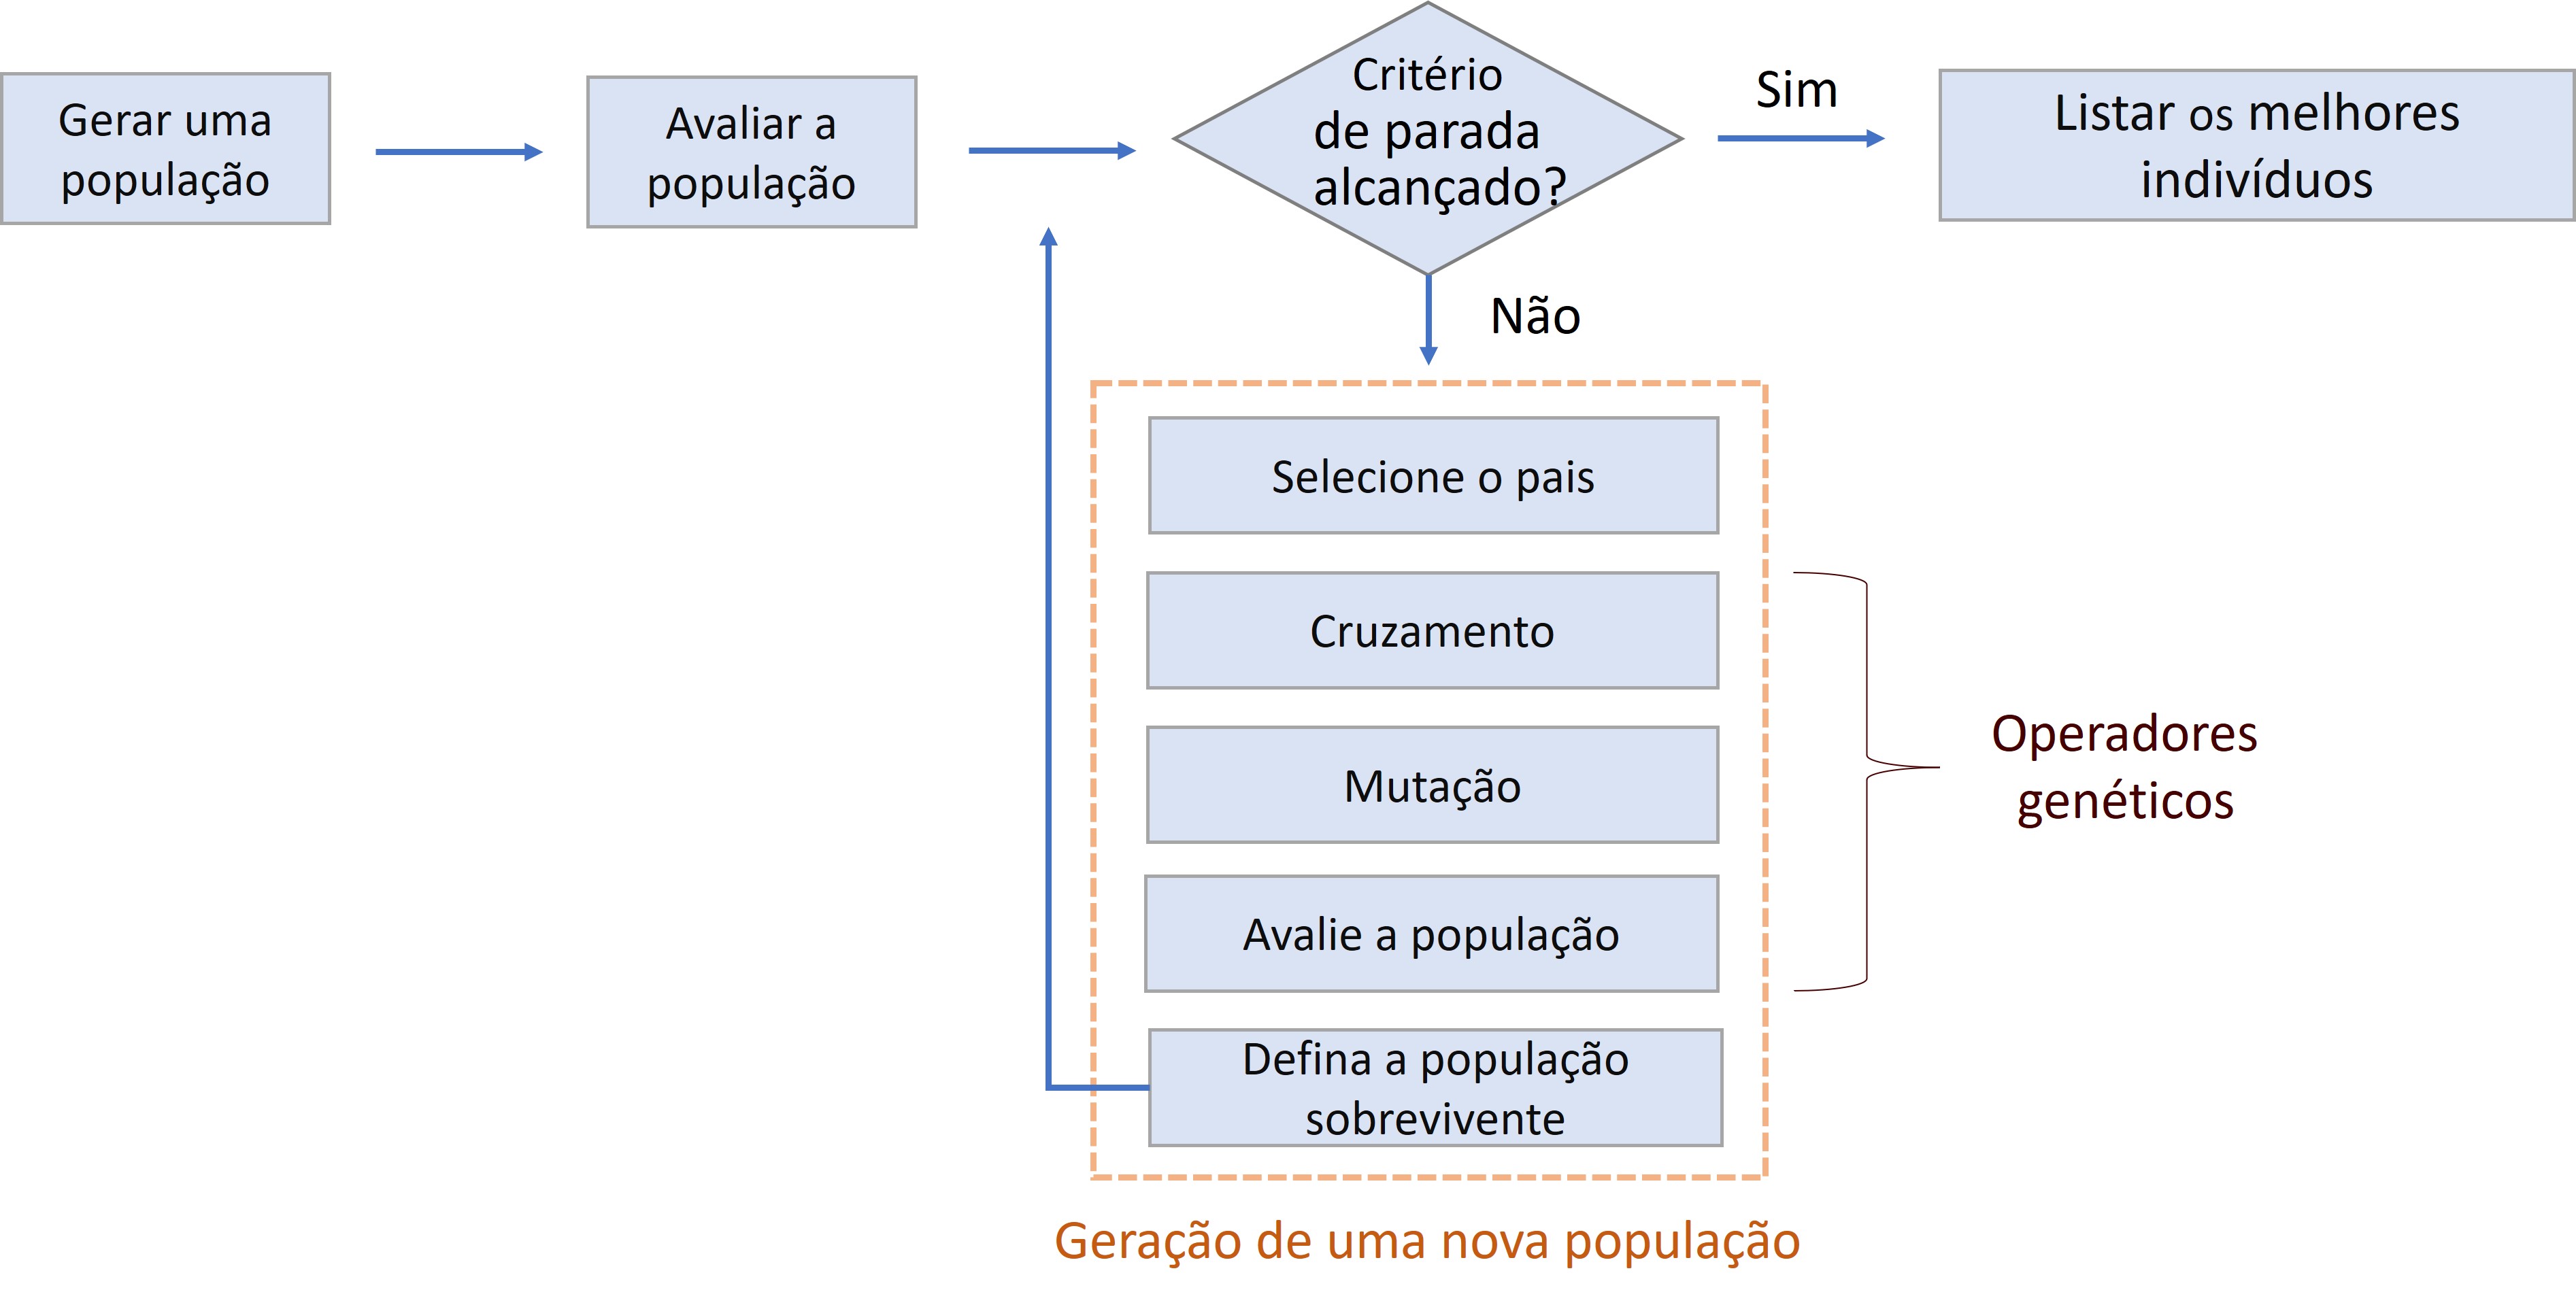 Gerar uma
população
Avaliar a
população
Critério
de parada
alcançado?
Sim
Listar os melhores
indivíduos
Não
Selecione o pais
Cruzamento
Mutação
Avalie a população
Defina a população
sobrevivente
Operadores
genéticos
Geração de uma nova população